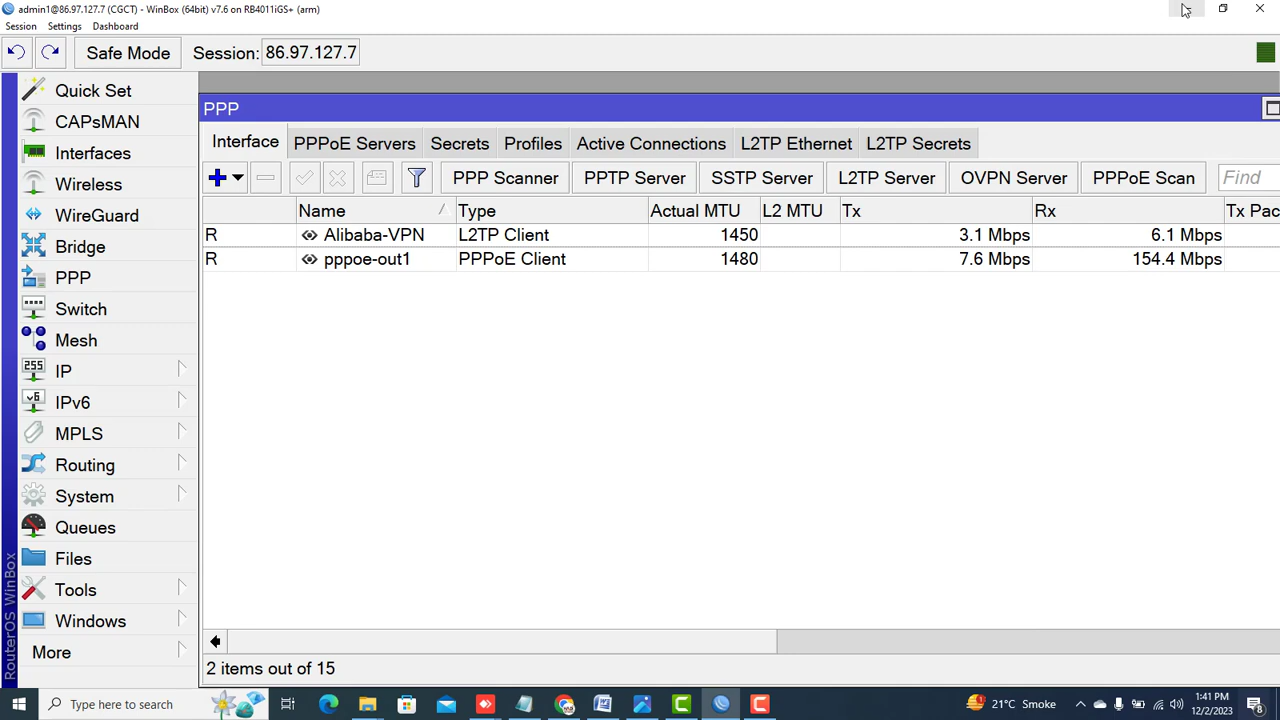 admin1@86.97.127.7 (CGCT) - WinBox (64bit) v7.6 on RB4011iGS+ (arm)
Session Settings Dashboard
Safe Mode Session: 86.97.127.7
Quick Set
CAPsMAN
Interfaces
Wireless
WireGuard
Bridge
PPP
Switch
Mesh
255 IP
v6 IPv6
MPLS
Routing
System
Queues
Files
Tools
Windows
More
RouterOS WinBox
PPP
Interface PPPoE Servers Secrets Profiles Active Connections L2TP Ethernet L2TP Secrets
PPP Scanner PPTP Server SSTP Server L2TP Server OVPN Server PPPoE Scan Find
Name Type Actual MTU L2 MTU Tx Rx Tx Pac
R Alibaba-VPN L2TP Client 1450 3.1 Mbps 6.1 Mbps
R pppoe-out1 PPPoE Client 1480 7.6 Mbps 154.4 Mbps
2 items out of 15
Type here to search
21°C Smoke
1:41 PM
12/2/2023
8